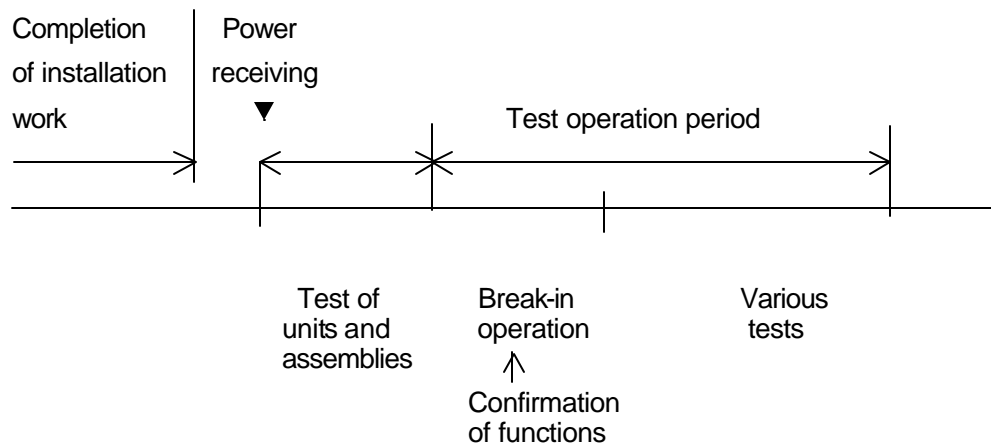 Completion
of installation
work
Power
receiving
Test operation period
Test of
units and
assemblies
Break-in
operation
Various
tests
Confirmation
of functions